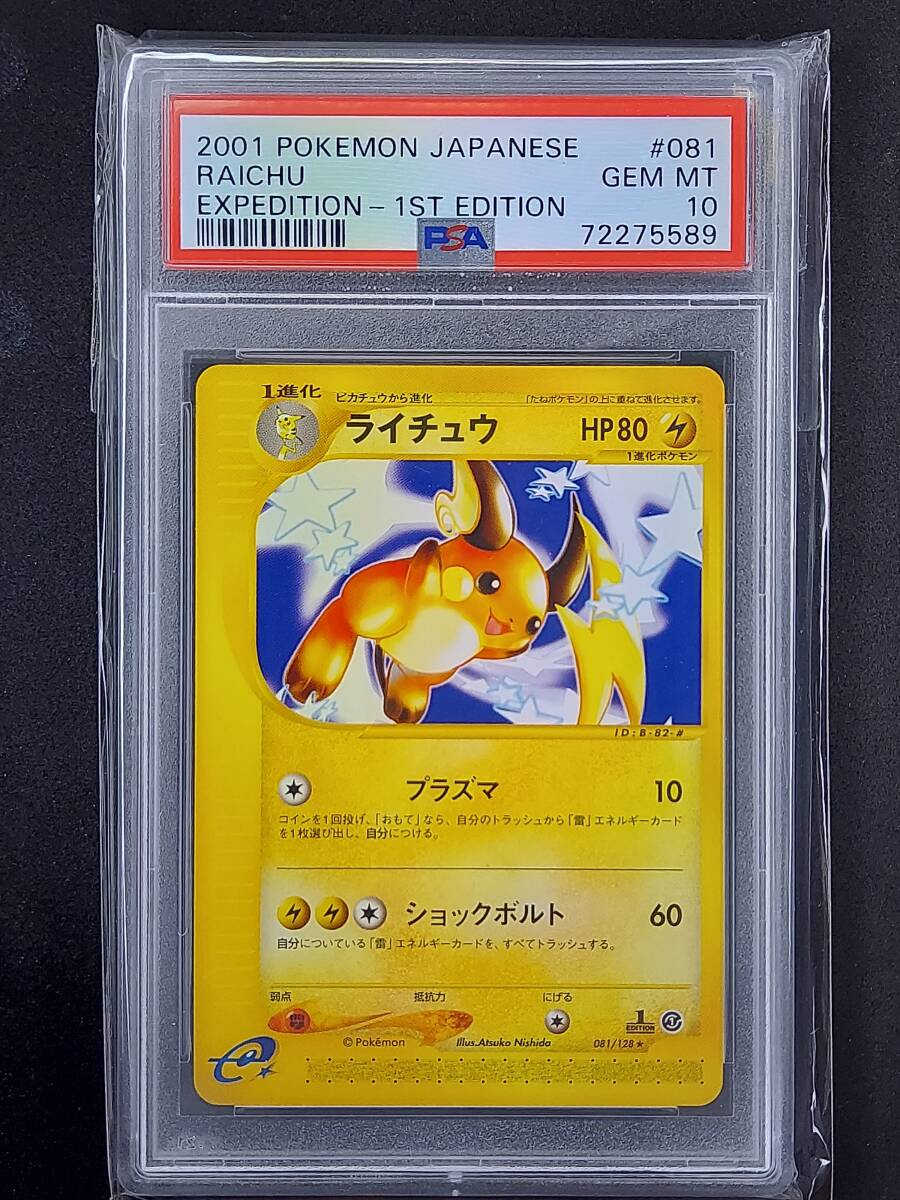 2001 POKEMON JAPANESE #081
RAICHU GEM MT
EXPEDITION - 1ST EDITION 10
PSA 72275589
1進化 ピカチュウから進化 「たねポケモン」の上に重ねて進化させます。
ライチュウ HP80
1進化ポケモン
ID:B-82-#
プラズマ 10
コインを1回投げ、「おもて」なら、自分のトラッシュから「雷」エネルギーカード
を1枚選び出し、自分につける。
ショックボルト 60
自分についている「雷」エネルギーカードを、すべてトラッシュする。
弱点 抵抗力 にげる
1 EDITION
© Pokémon Illus.Atsuko Nishida 081/128★
e